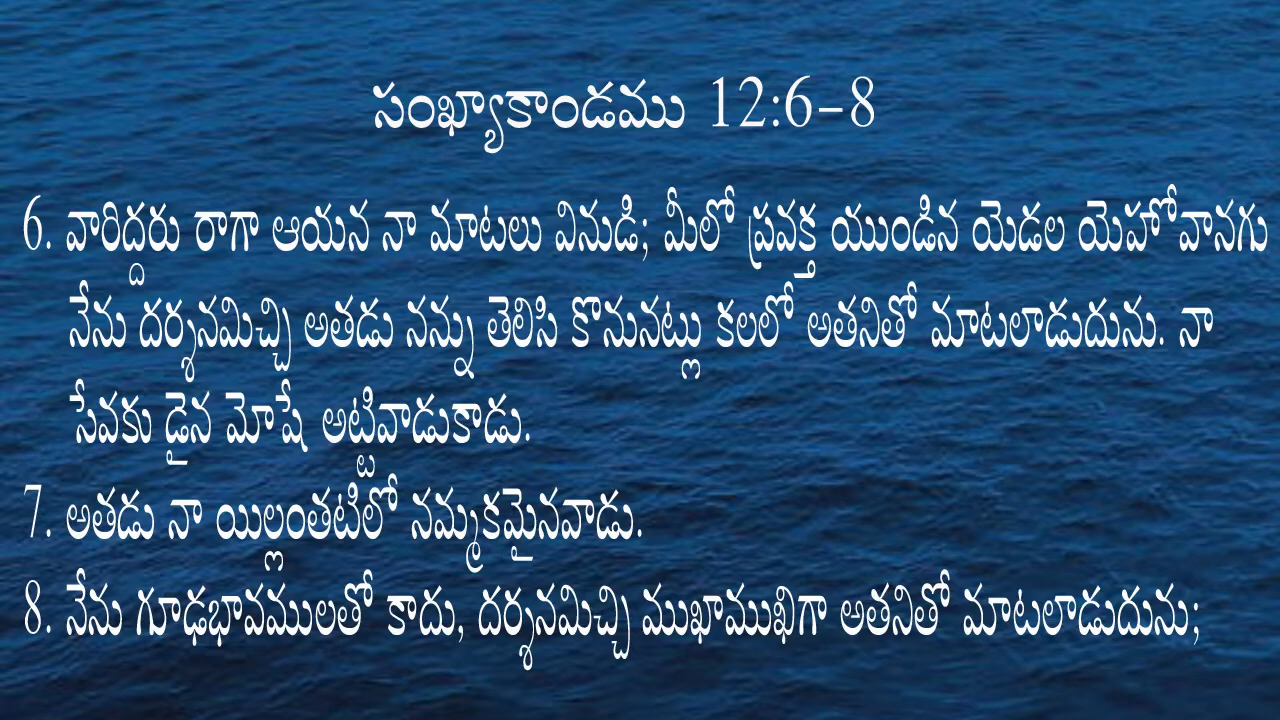 సంఖ్యాకాండము 12:6-8
6. వారిద్దరు రాగా ఆయన నా మాటలు వినుడి; మీలో ప్రవక్త యుండిన యెడల యెహోవానగు
నేను దర్శనమిచ్చి అతడు నన్ను తెలిసి కొనునట్లు కలలో అతనితో మాటలాడుదును. నా
సేవకు డైన మోషే అట్టివాడుకాడు.
7. అతడు నా యిల్లంతటిలో నమ్మకమైనవాడు.
8. నేను గూఢభావములతో కాదు, దర్శనమిచ్చి ముఖాముఖిగా అతనితో మాటలాడుదును;